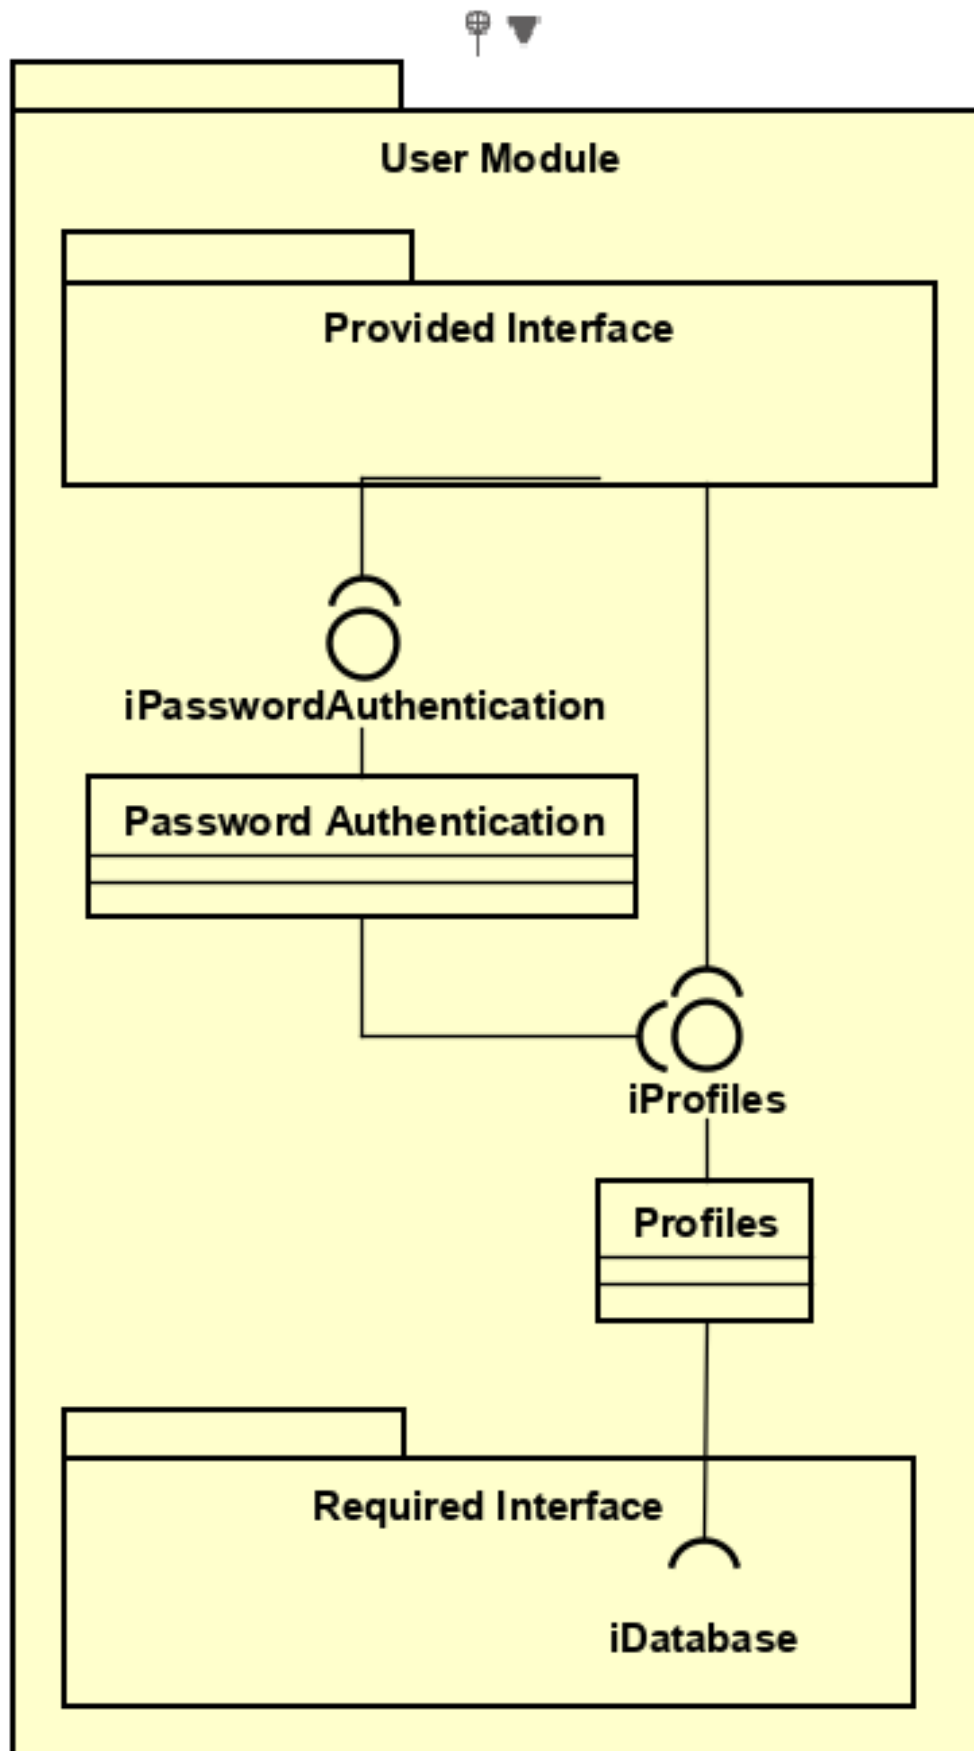 User Module
Provided Interface
iPasswordAuthentication
Password Authentication
iProfiles
Profiles
Required Interface
iDatabase